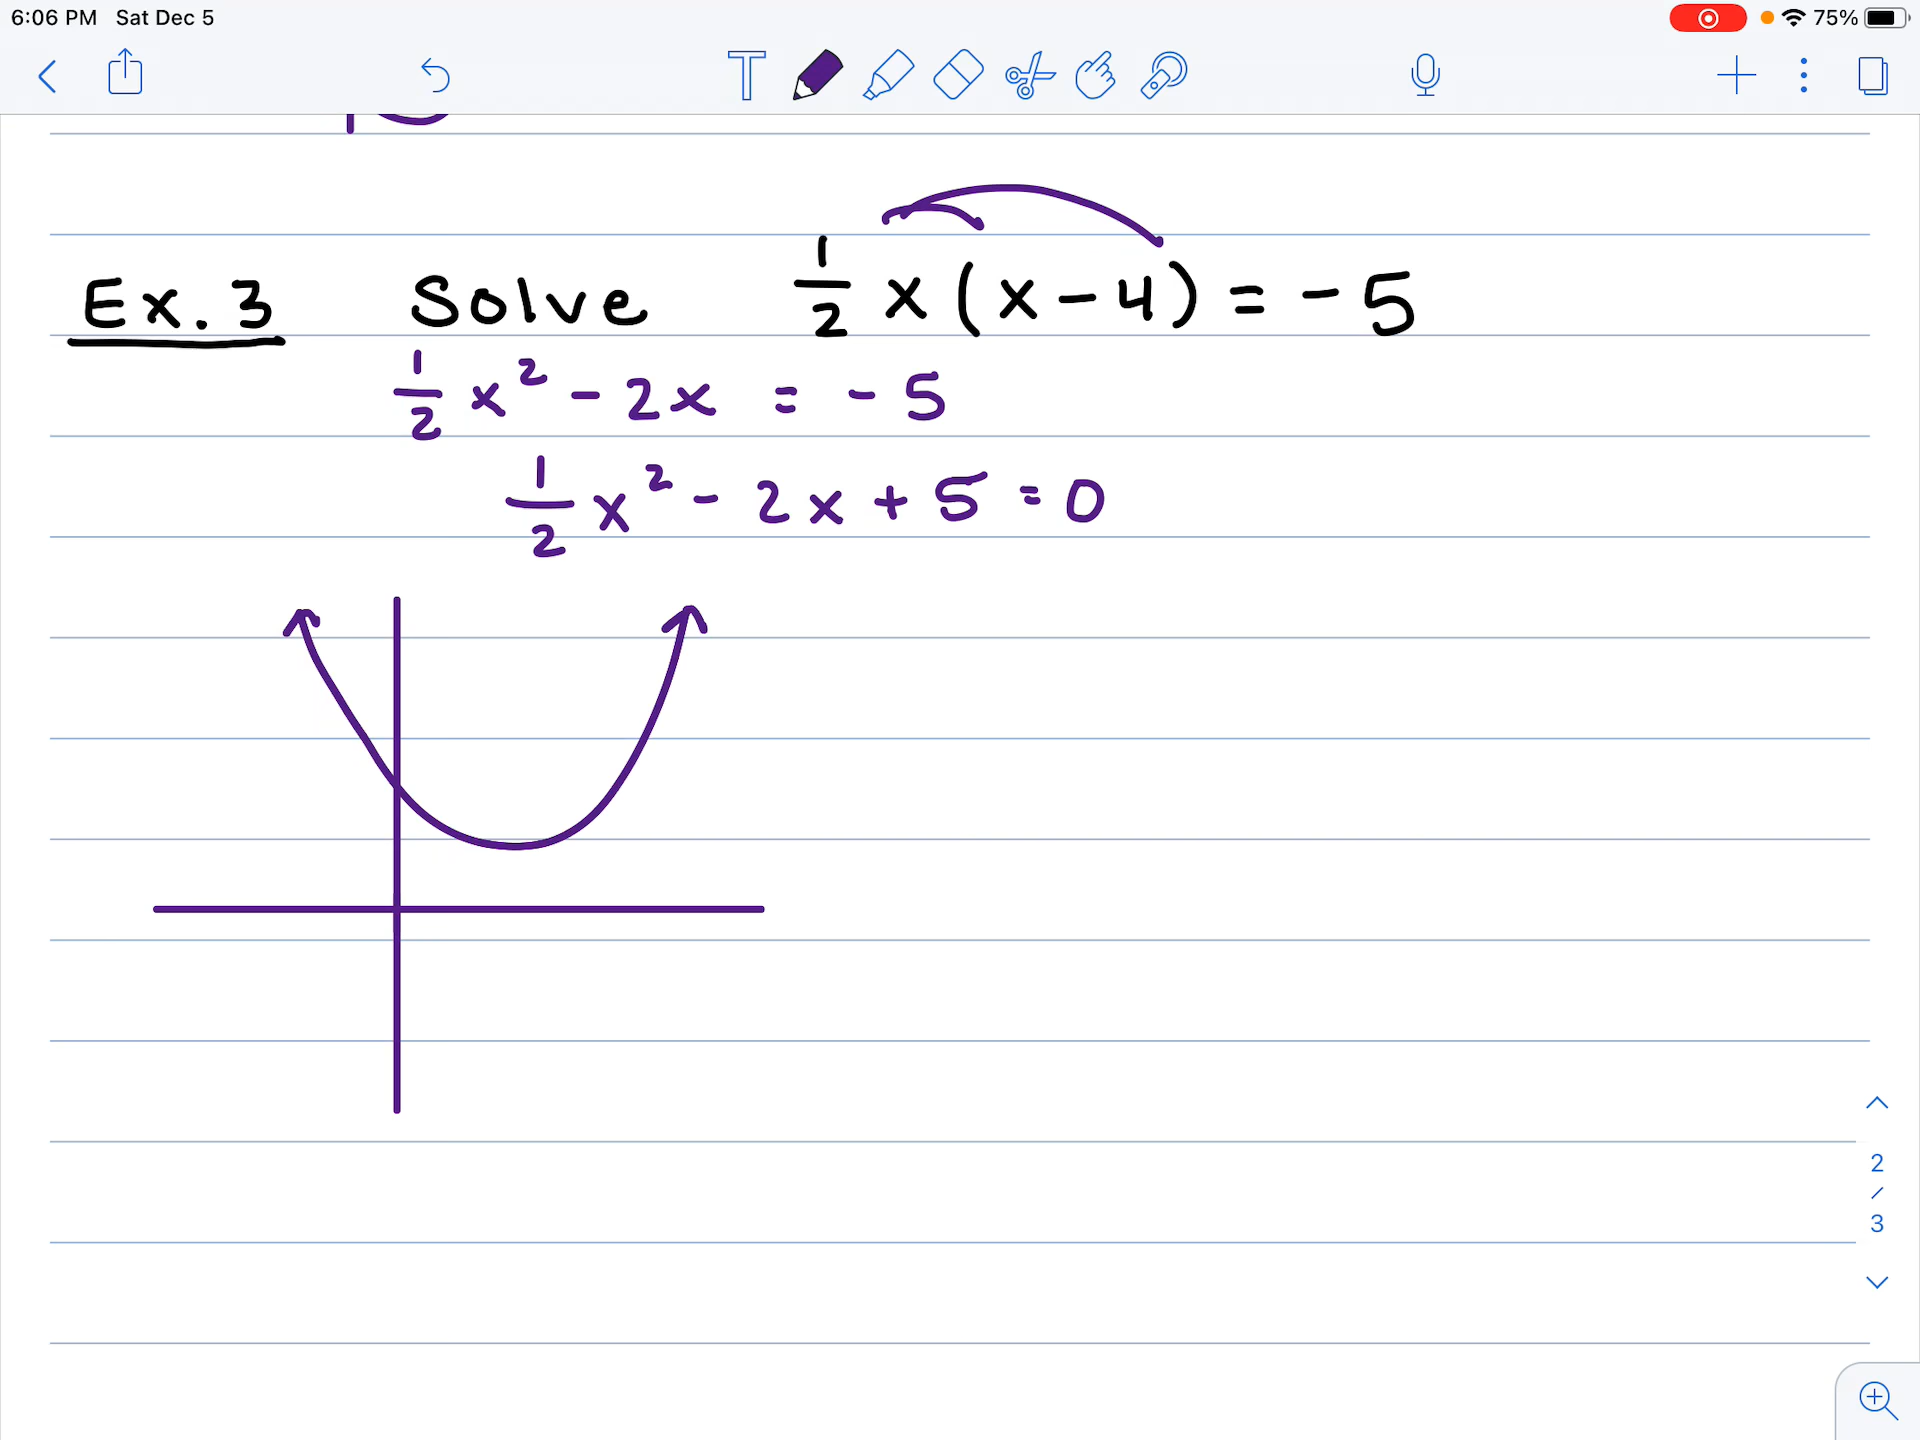 6:06 PM Sat Dec 5 75%
T
Ex. 3 Solve 1/2 x (x - 4) = -5
1/2 x² - 2x = -5
1/2 x² - 2x + 5 = 0
2
/
3